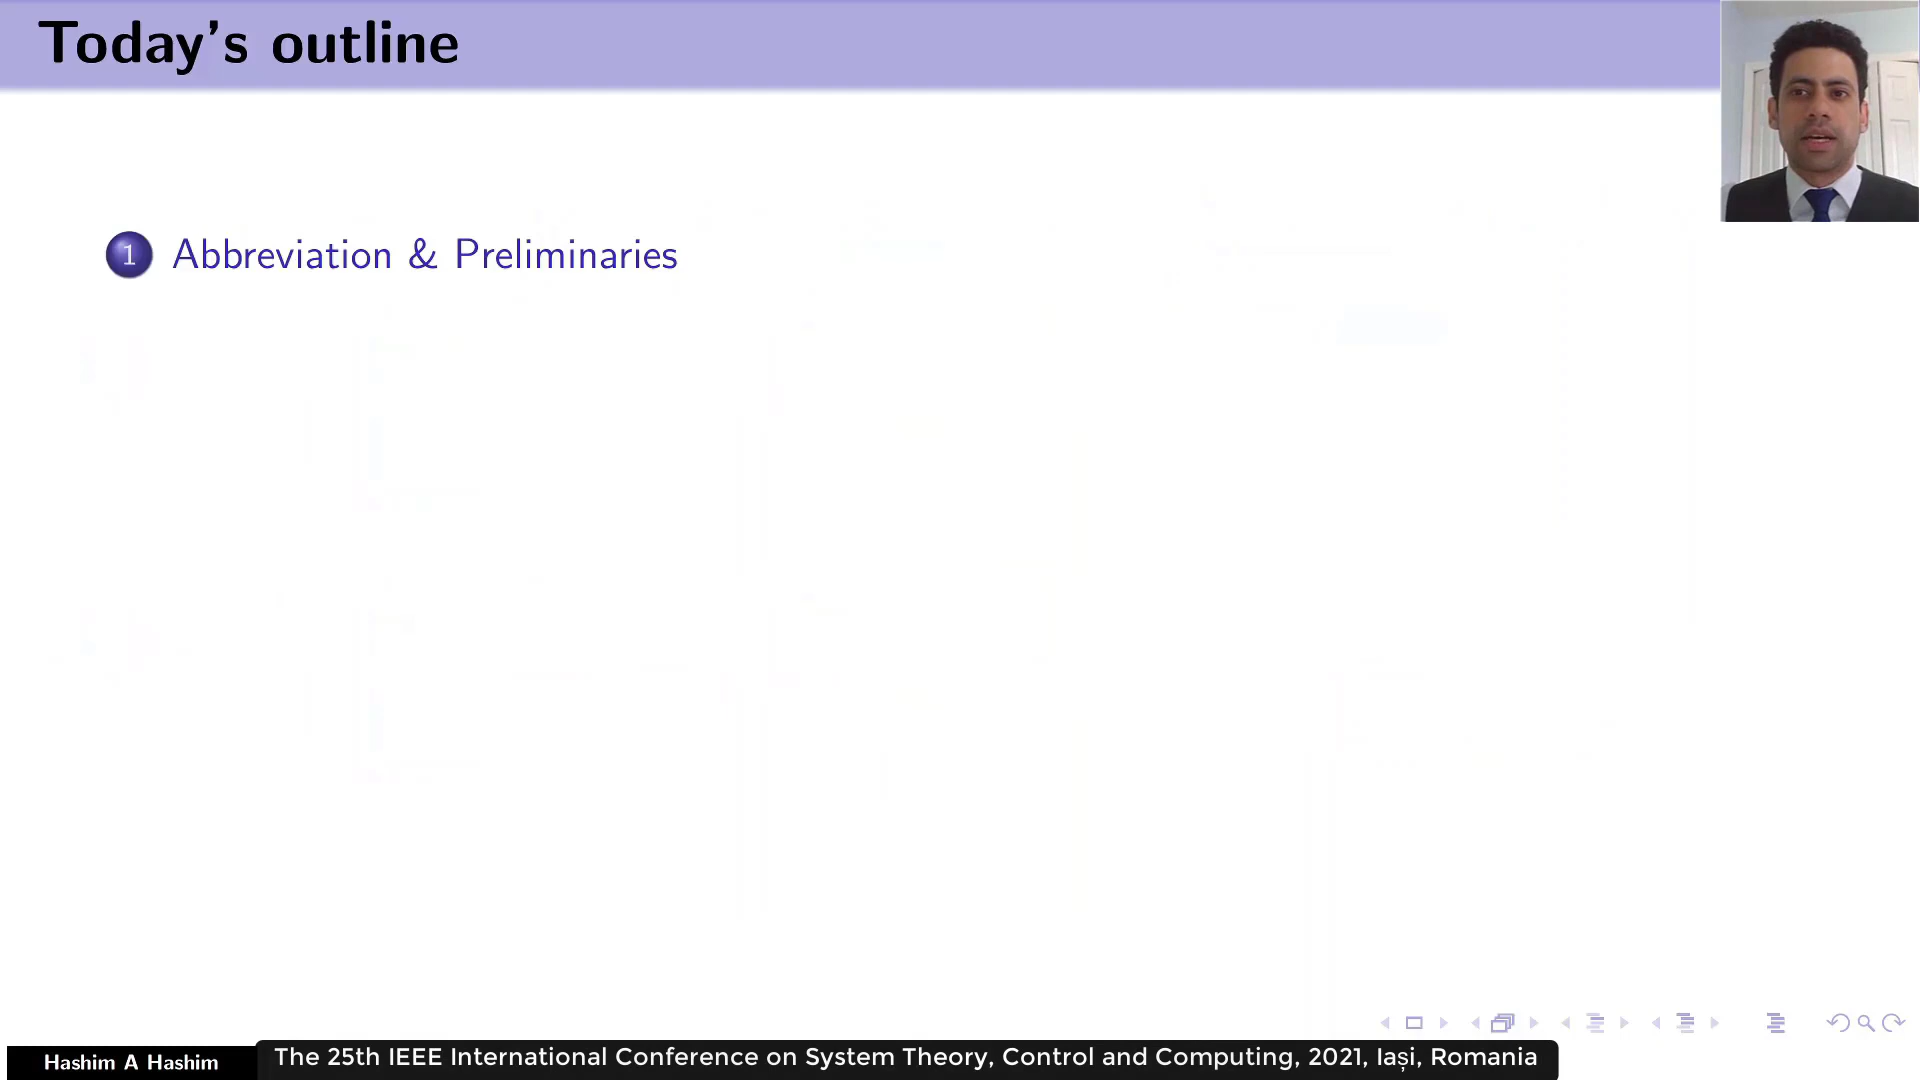 Today's outline
1 Abbreviation & Preliminaries
Hashim A Hashim
The 25th IEEE International Conference on System Theory, Control and Computing, 2021, Iași, Romania